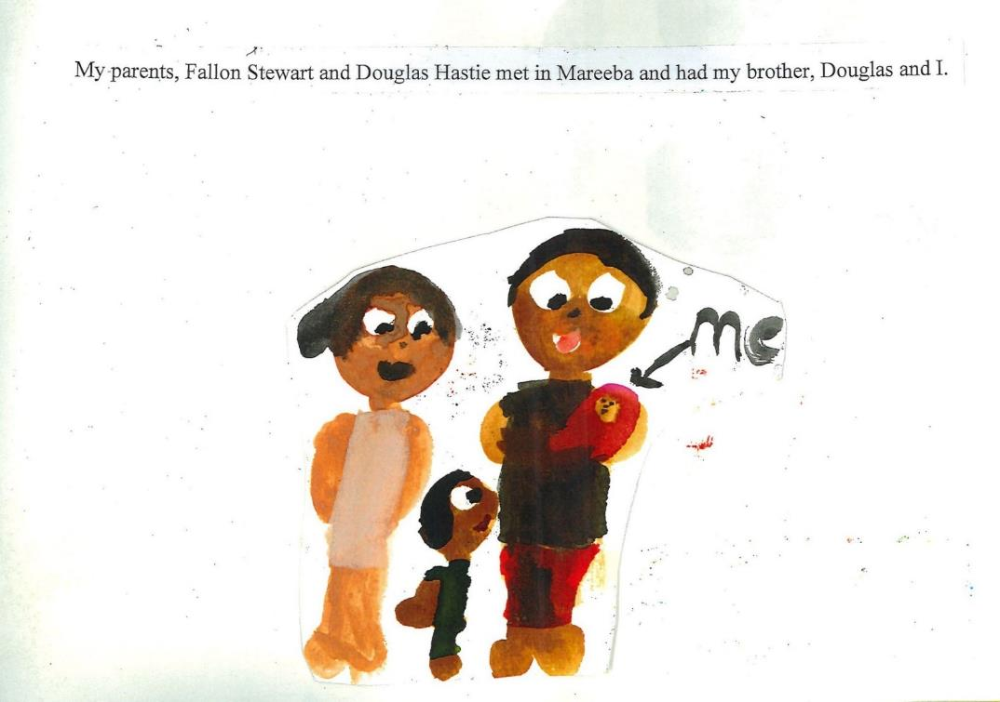 My parents, Fallon Stewart and Douglas Hastie met in Mareeba and had my brother, Douglas and I.
Me